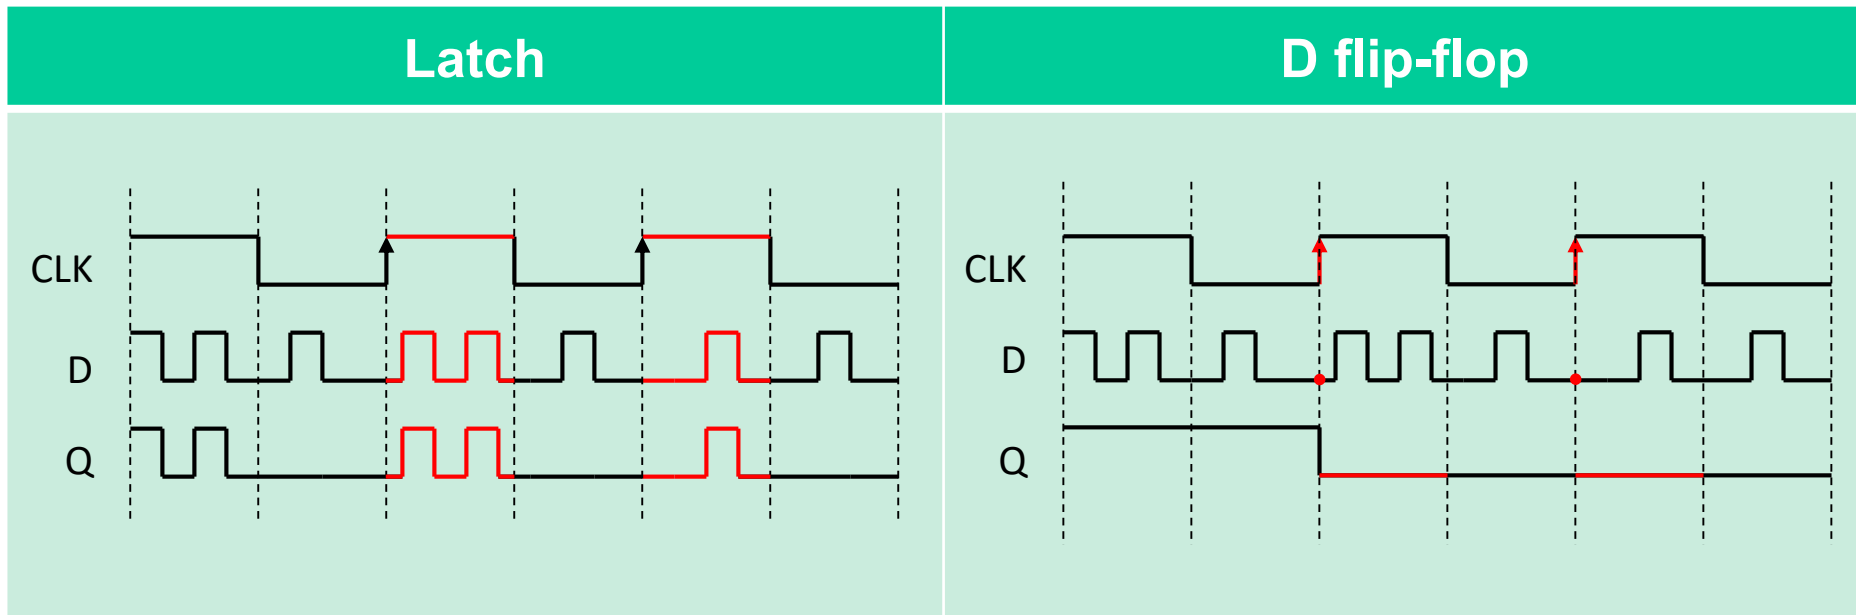 Latch
D flip-flop
CLK
D
Q
CLK
D
Q